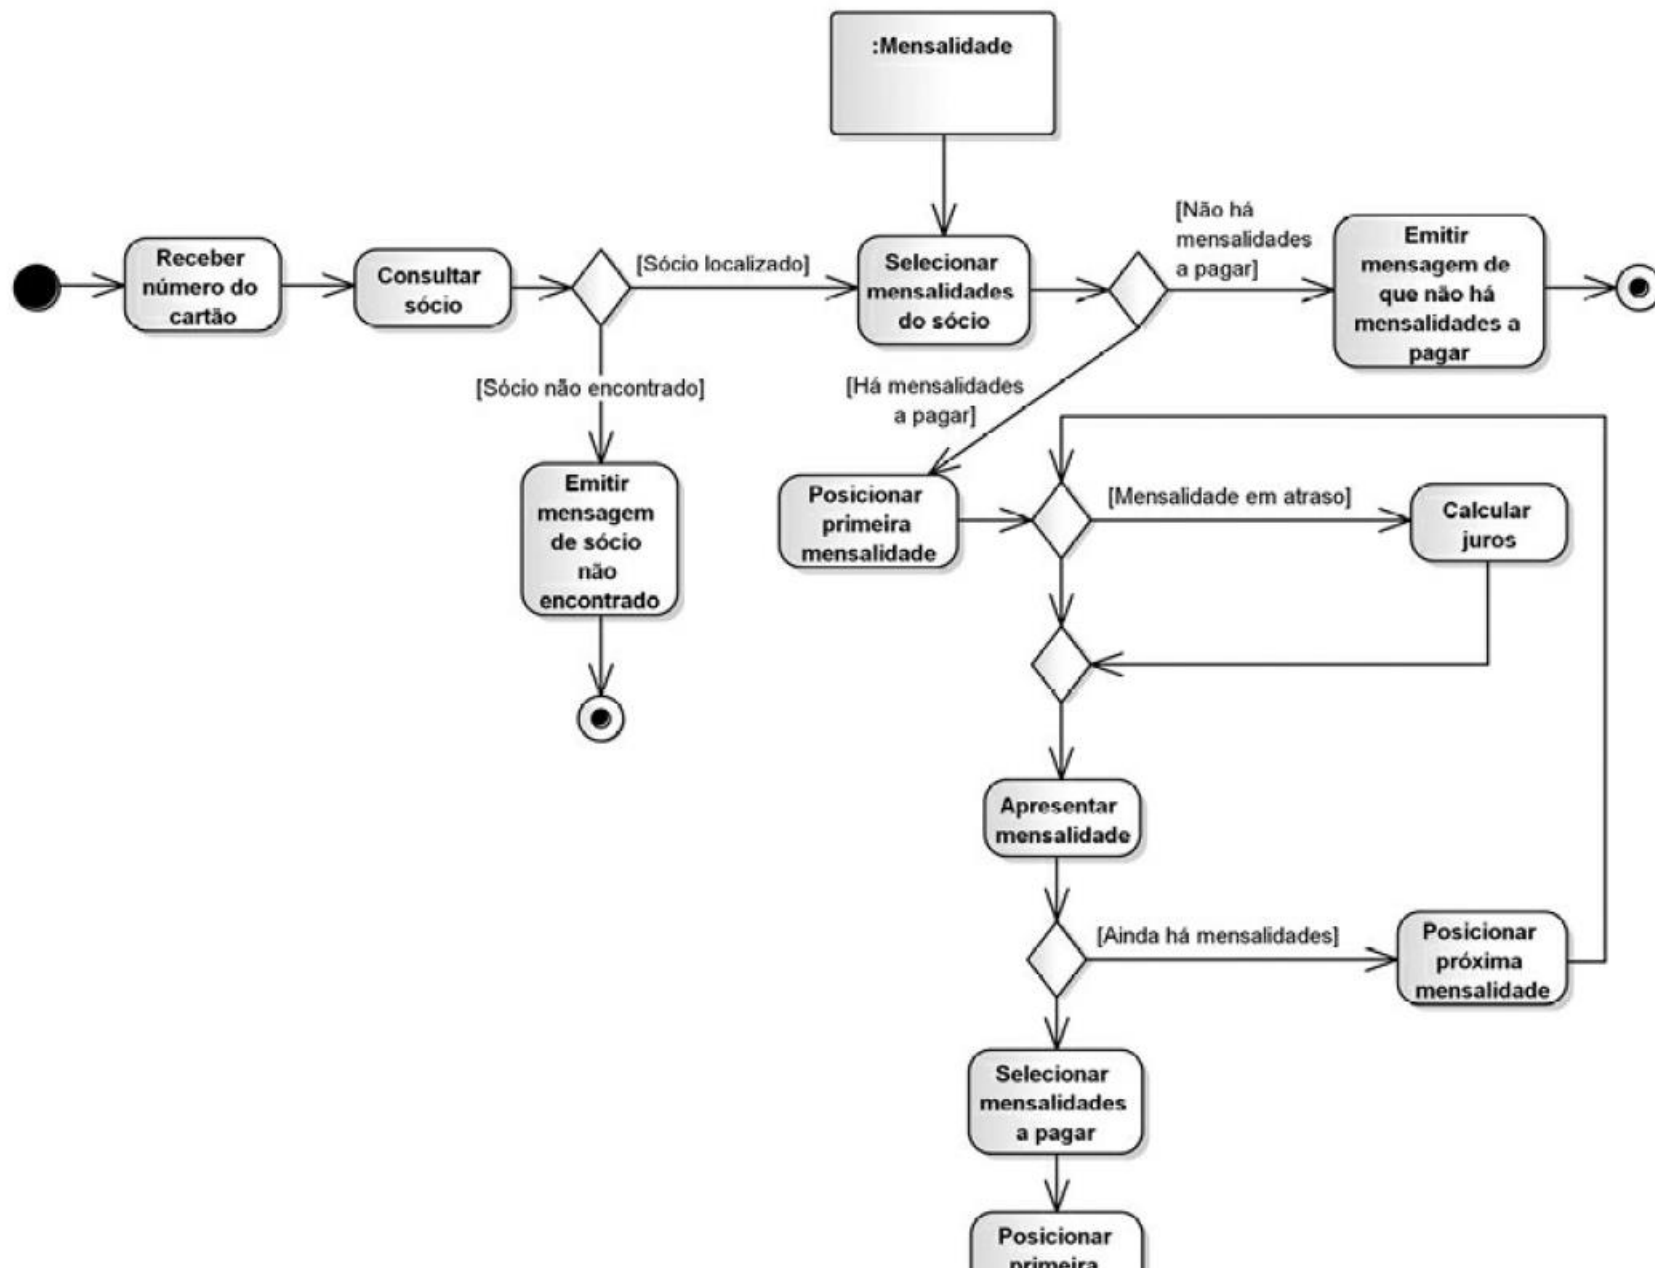 :Mensalidade
Receber
número do
cartão
Consultar
sócio
[Sócio localizado]
Selecionar
mensalidades
do sócio
[Não há
mensalidades
a pagar]
Emitir
mensagem de
que não há
mensalidades a
pagar
[Sócio não encontrado]
[Há mensalidades
a pagar]
Emitir
mensagem
de sócio
não
encontrado
Posicionar
primeira
mensalidade
[Mensalidade em atraso]
Calcular
juros
Apresentar
mensalidade
[Ainda há mensalidades]
Posicionar
próxima
mensalidade
Selecionar
mensalidades
a pagar
Posicionar
primeira